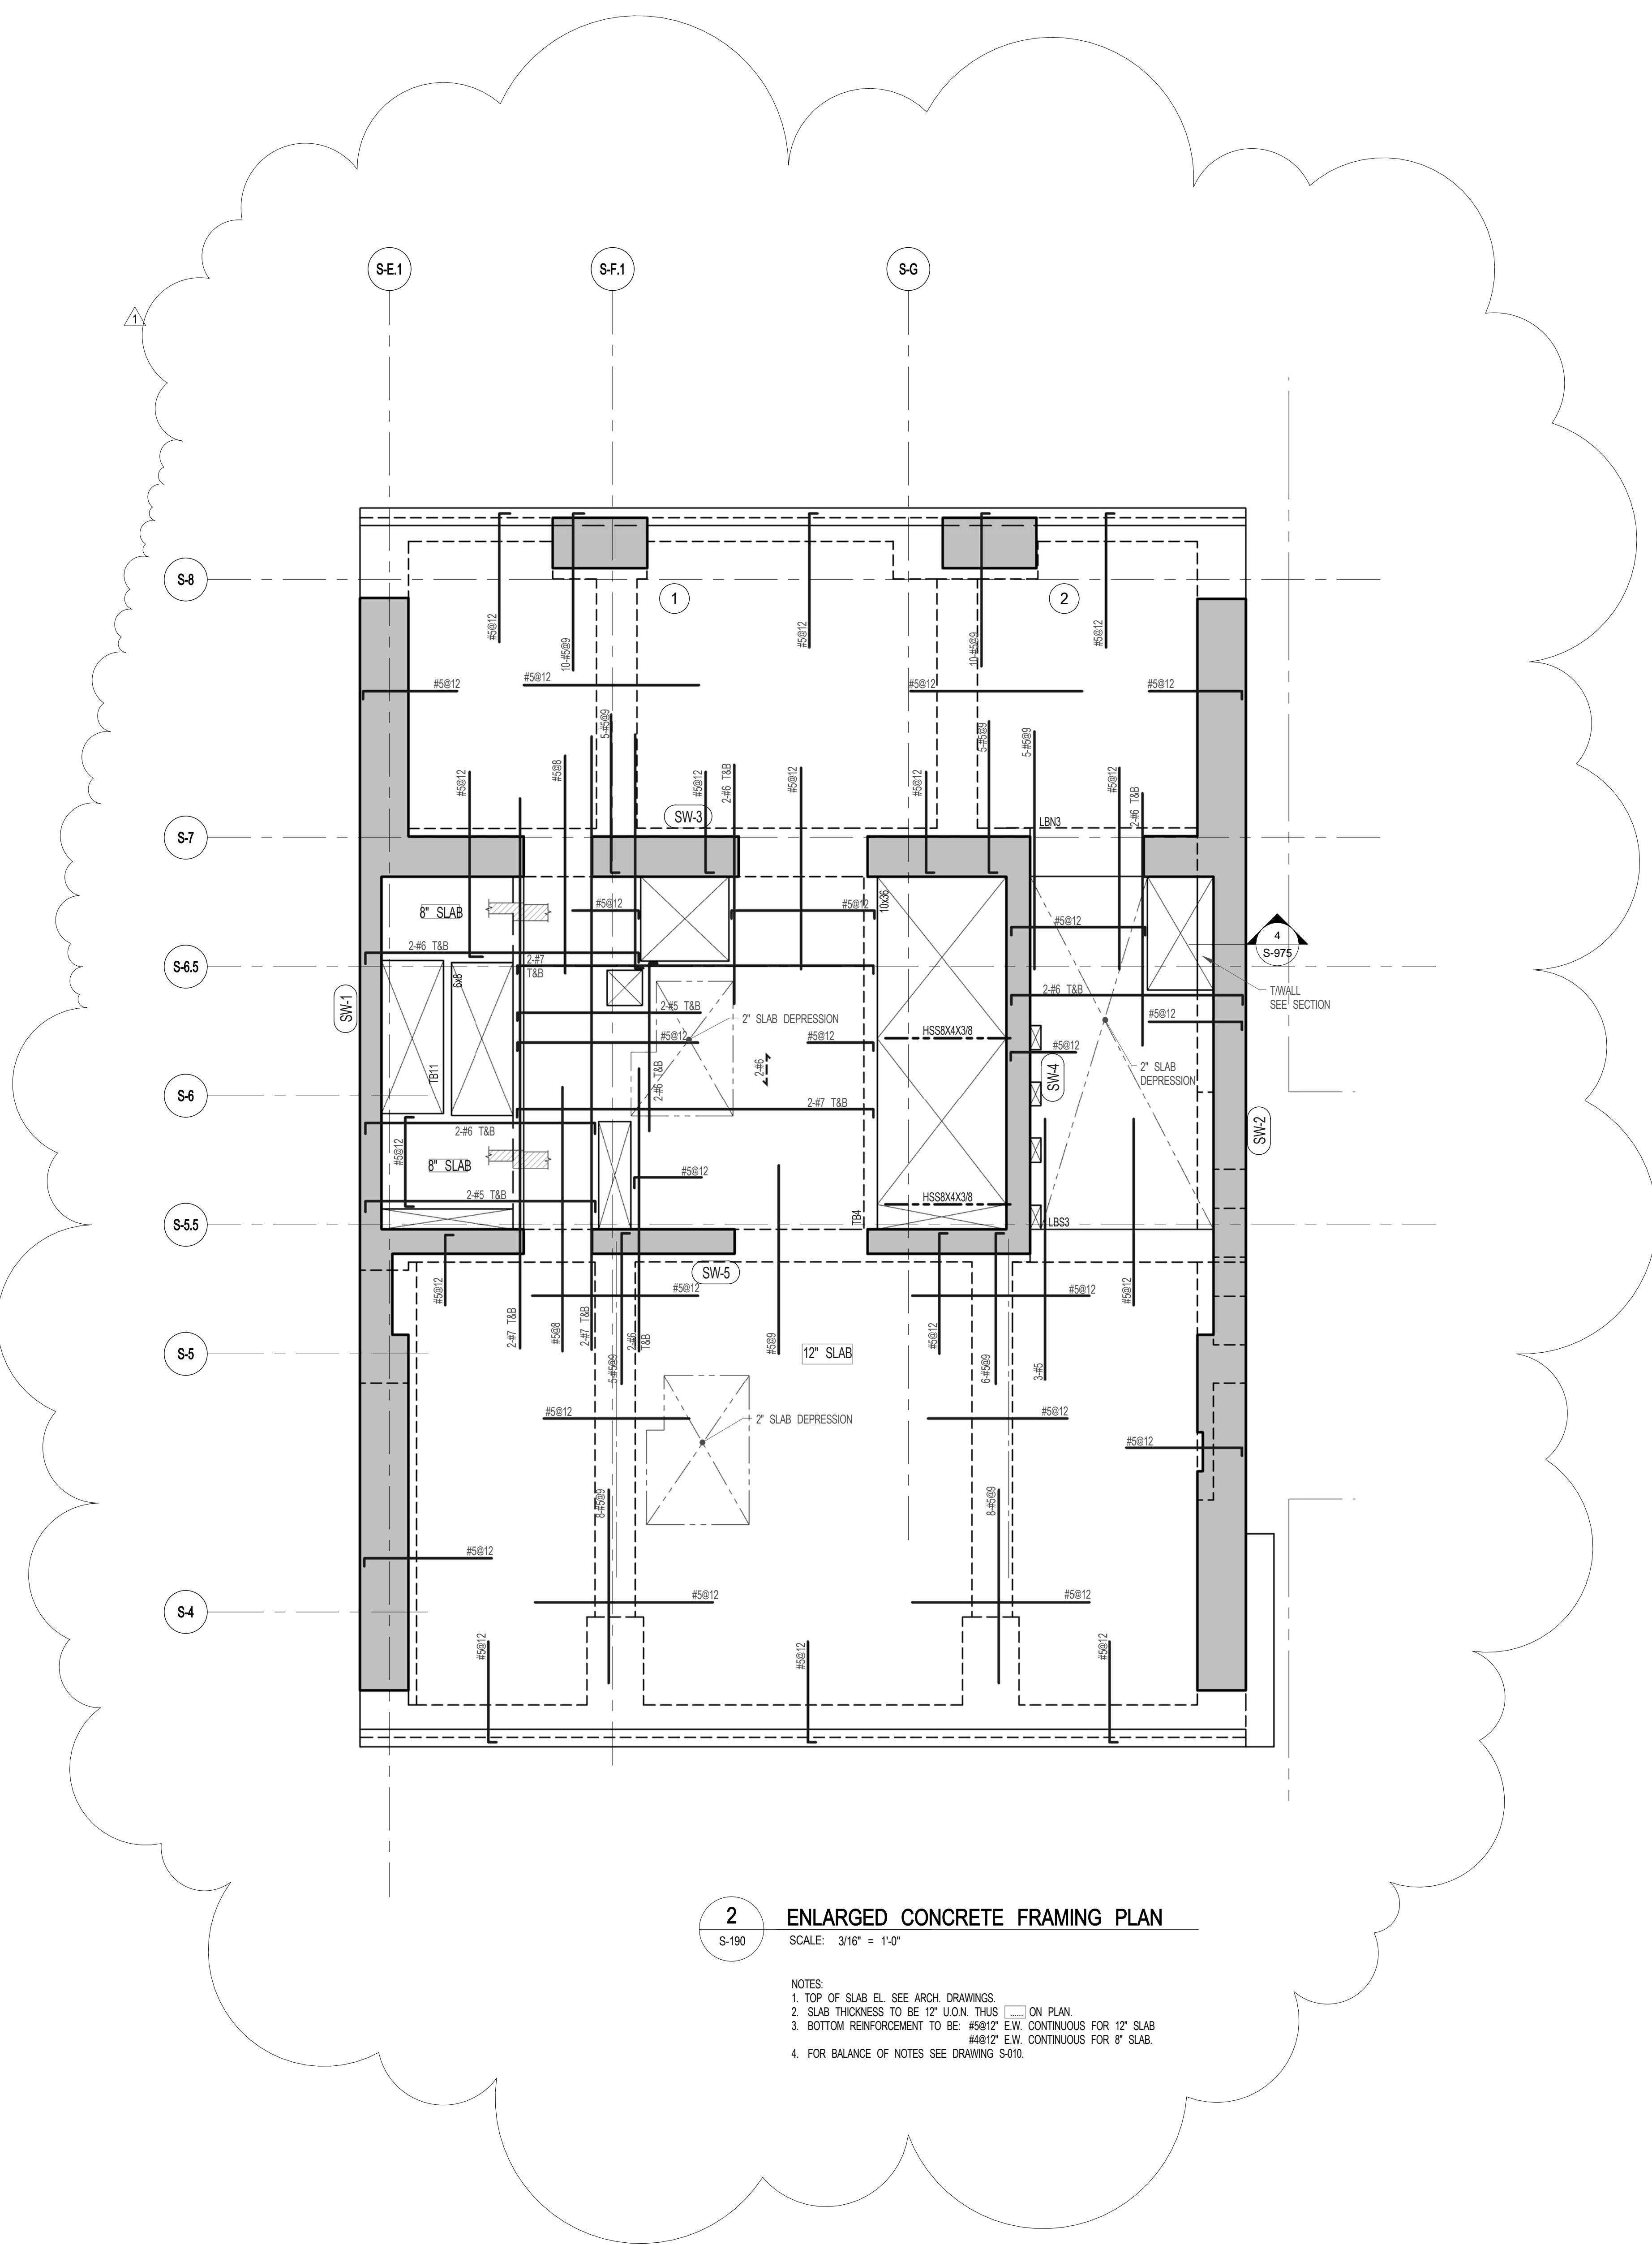 S-E.1
S-F.1
S-G
1
S-8
1
2
#5@12
10-#5@9
#5@12
10-#5@9
#5@12
#5@12
#5@12
#5@12
#5@12
5-#5@9
5-#5@9
5-#5@9
#5@12
#5@8
#5@12
2-#6 T&B
#5@12
#5@12
#5@12
2-#6 T&B
SW-3
LBN3
S-7
8" SLAB
#5@12
#5@12
10x36
#5@12
4
S-975
2-#6 T&B
2-#7
T&B
S-6.5
6x8
SW-1
2-#5 T&B
2" SLAB DEPRESSION
2-#6 T&B
T/WALL
SEE SECTION
#5@12
#5@12
#5@12
HSS8X4X3/8
#5@12
TB11
2-#6 T&B
2-#6
SW-4
2" SLAB
DEPRESSION
S-6
2-#7 T&B
2-#6 T&B
#5@12
SW-2
8" SLAB
#5@12
2-#5 T&B
HSS8X4X3/8
S-5.5
TB4
LBS3
SW-5
#5@12
#5@12
#5@12
#5@12
2-#7 T&B
#5@8
2-#7 T&B
2-#6
T&B
#5@9
#5@12
#5@12
S-5
5-#5@9
12" SLAB
6-#5@9
3-#5
#5@12
2" SLAB DEPRESSION
#5@12
#5@12
8-#5@9
8-#5@9
#5@12
#5@12
#5@12
S-4
#5@12
#5@12
#5@12
2
S-190
ENLARGED CONCRETE FRAMING PLAN
SCALE: 3/16" = 1'-0"
NOTES:
1. TOP OF SLAB EL. SEE ARCH. DRAWINGS.
2. SLAB THICKNESS TO BE 12" U.O.N. THUS ...... ON PLAN.
3. BOTTOM REINFORCEMENT TO BE: #5@12" E.W. CONTINUOUS FOR 12" SLAB
#4@12" E.W. CONTINUOUS FOR 8" SLAB.
4. FOR BALANCE OF NOTES SEE DRAWING S-010.